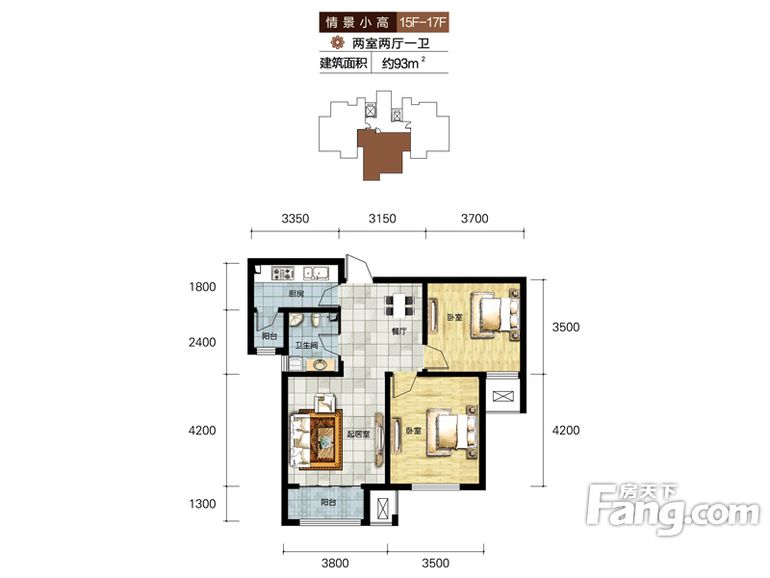 情景小高 15F-17F
两室两厅一卫
建筑面积 约93m²
3350 3150 3700
1800
厨房
2400
阳台
卫生间
餐厅
卧室
3500
4200
起居室
卧室
4200
1300
阳台
3800 3500
房天下
Fang.com